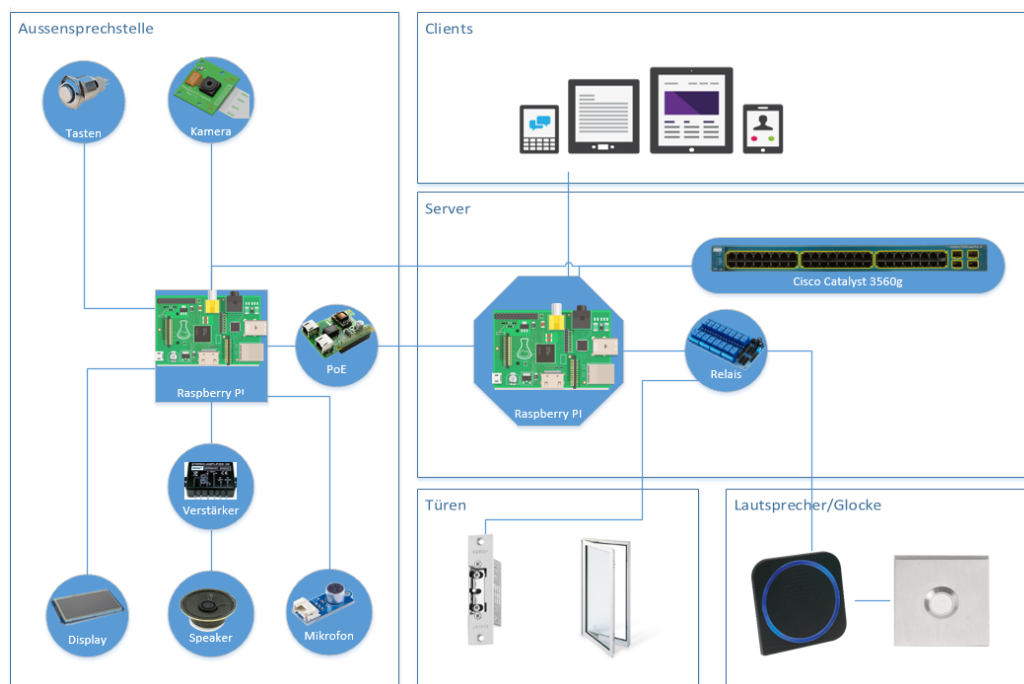 Aussensprechstelle
Tasten
Kamera
Raspberry PI
PoE
Verstärker
Display
Speaker
Mikrofon
Clients
Server
Cisco Catalyst 3560g
Raspberry PI
Relais
Türen
Lautsprecher/Glocke